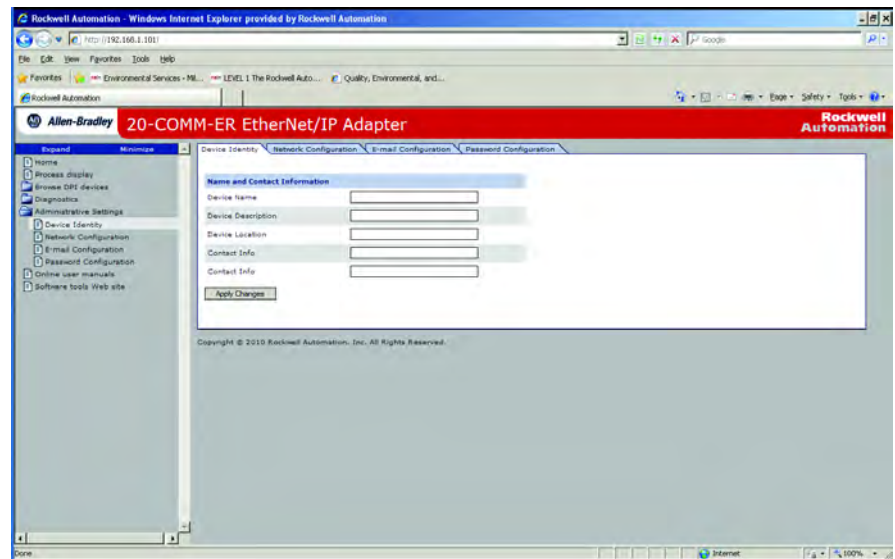 Rockwell Automation - Windows Internet Explorer provided by Rockwell Automation
http://192.168.1.101/
Google
File Edit View Favorites Tools Help
Favorites Environmental Services - Mil... LEVEL 1 The Rockwell Auto... Quality, Environmental, and...
Rockwell Automation
Page Safety Tools
Allen-Bradley 20-COMM-ER EtherNet/IP Adapter Rockwell Automation
Expand Minimize
Home
Process display
Browse DPI devices
Diagnostics
Administrative Settings
Device Identity
Network Configuration
E-mail Configuration
Password Configuration
Online user manuals
Software tools Web site
Device Identity Network Configuration E-mail Configuration Password Configuration
Name and Contact Information
Device Name
Device Description
Device Location
Contact Info
Contact Info
Apply Changes
Copyright © 2010 Rockwell Automation, Inc. All Rights Reserved.
Done Internet 100%